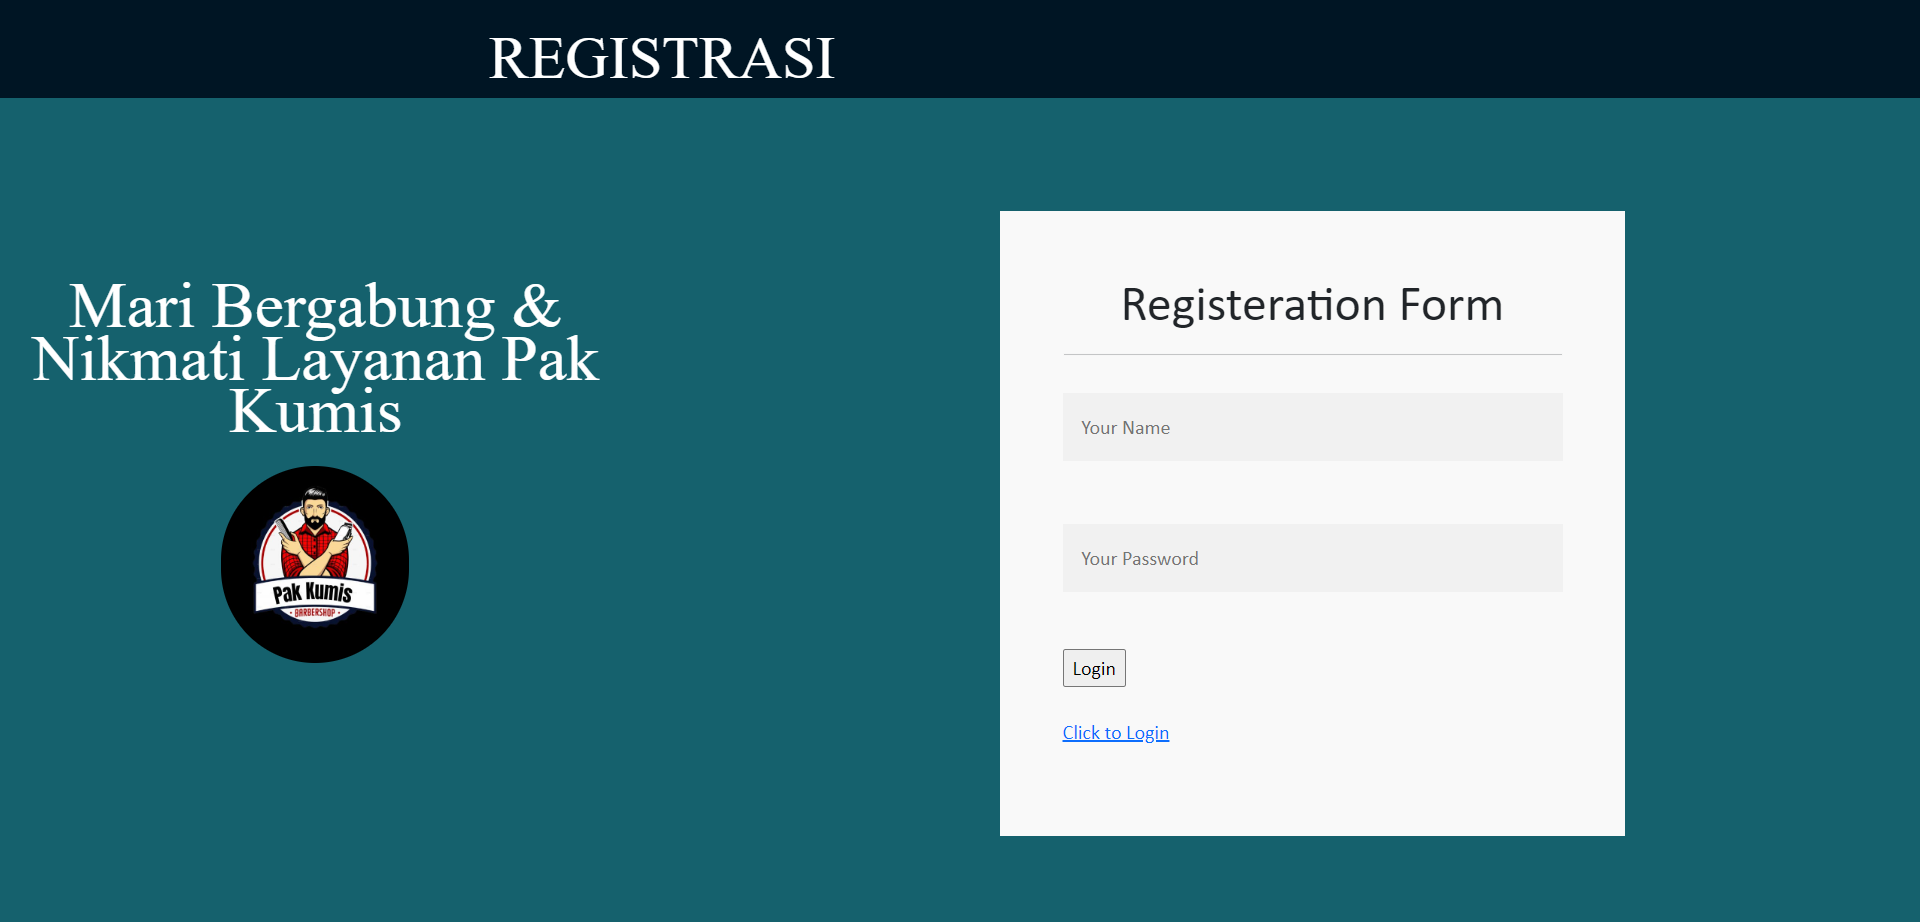 REGISTRASI
Mari Bergabung &
Nikmati Layanan Pak
Kumis
Pak Kumis
BARBERSHOP
Registeration Form
Your Name
Your Password
Login
Click to Login